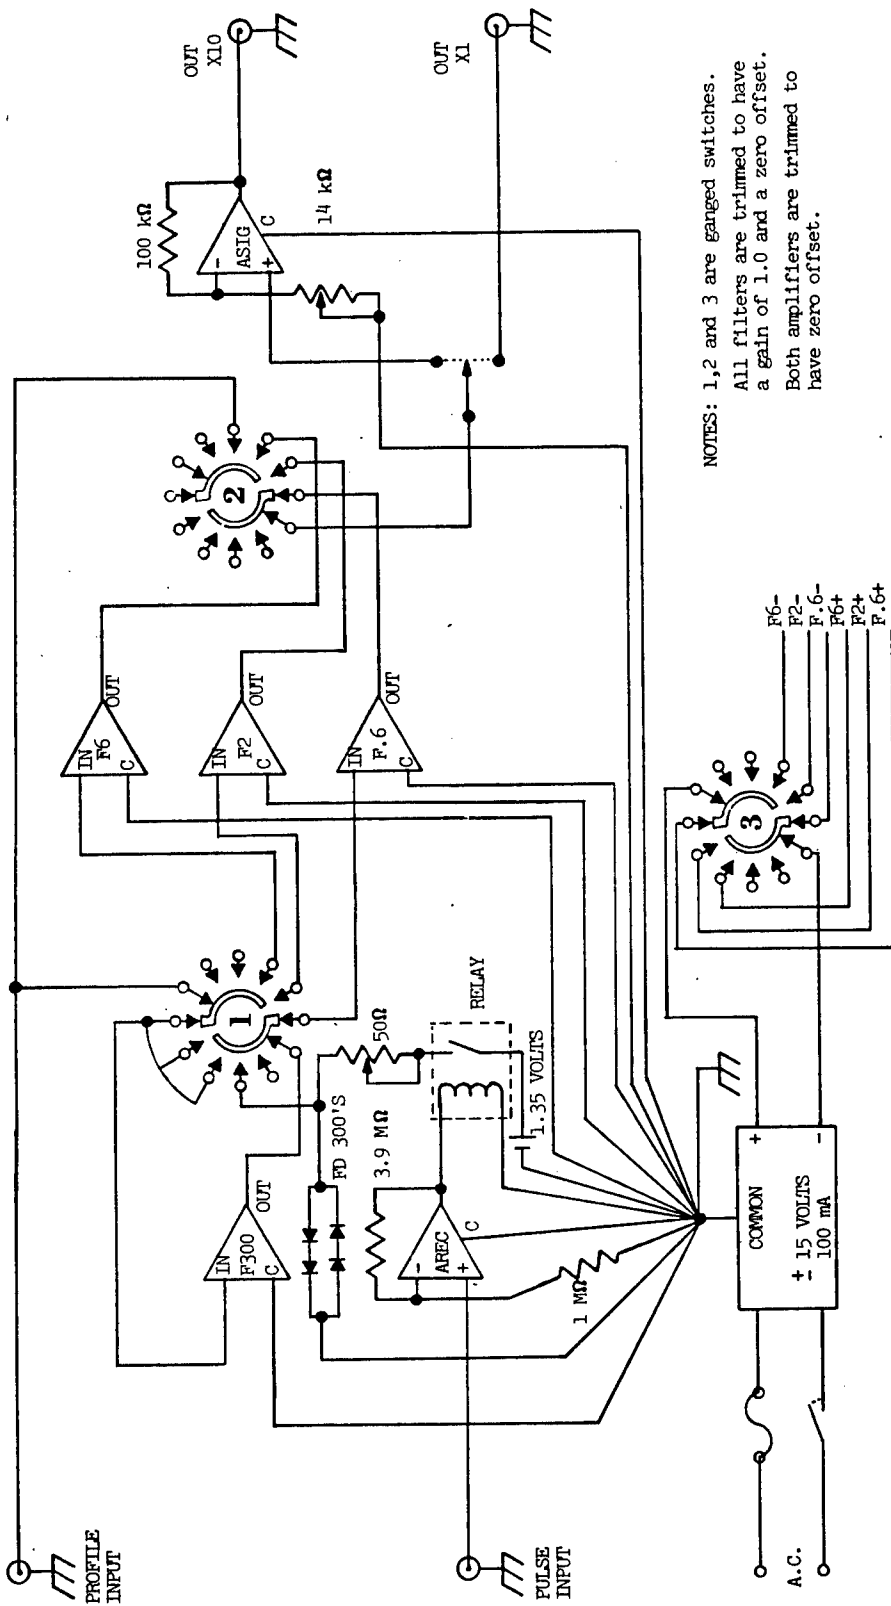 PROFILE
INPUT
PULSE
INPUT
A.C.
IN
F300
C
OUT
FD 300'S
3.9 MΩ
-
AREC
+
C
1 MΩ
COMMON
± 15 VOLTS
100 mA
+
-
1
50Ω
RELAY
1.35 VOLTS
IN
F6
C
OUT
IN
F2
C
OUT
IN
F.6
C
OUT
3
F6-
F2-
F.6-
F6+
F2+
F.6+
2
100 kΩ
-
ASIG
+
C
14 kΩ
OUT
X10
OUT
X1
NOTES: 1,2 and 3 are ganged switches.
All filters are trimmed to have
a gain of 1.0 and a zero offset.
Both amplifiers are trimmed to
have zero offset.